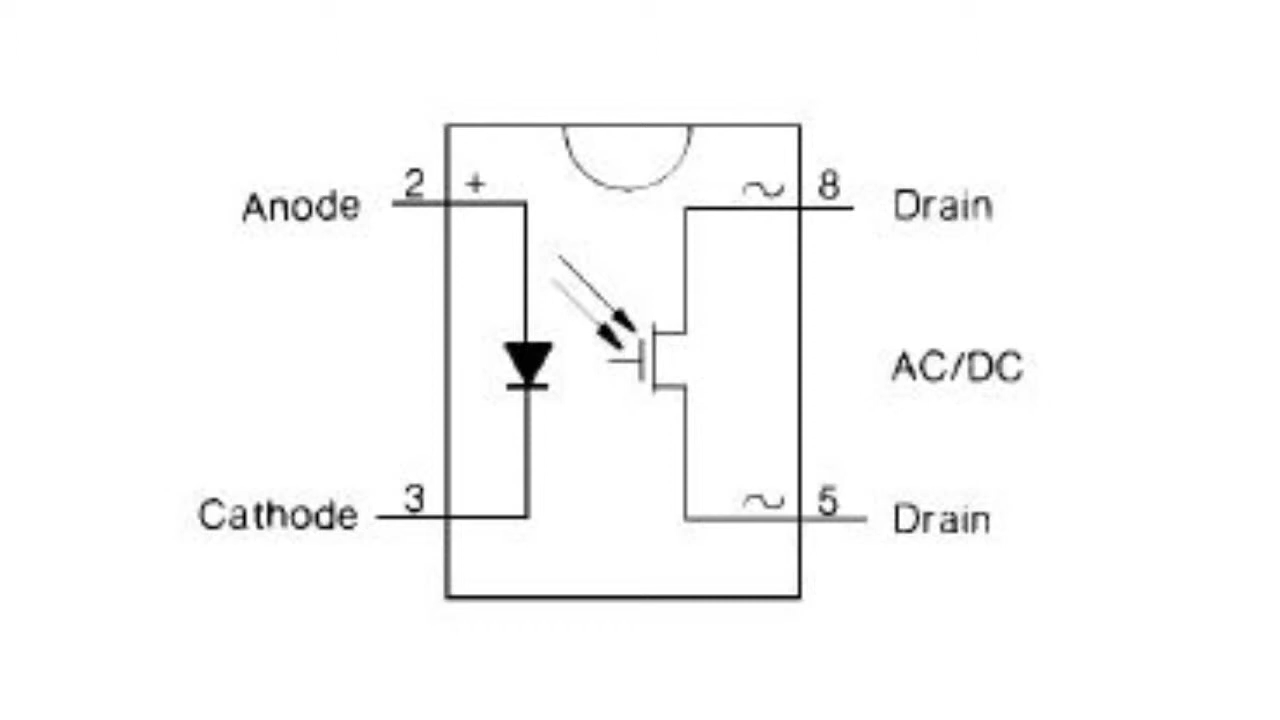 Anode 2 + ~ 8 Drain
AC/DC
Cathode 3 ~ 5 Drain